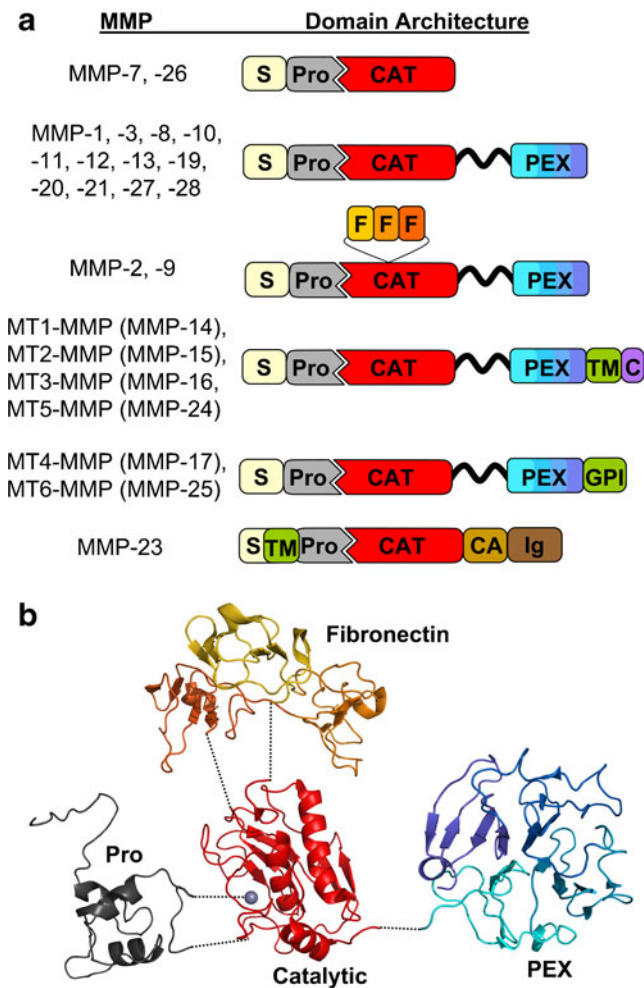 a
MMP Domain Architecture
MMP-7, -26
S Pro CAT
MMP-1, -3, -8, -10,
-11, -12, -13, -19,
-20, -21, -27, -28
S Pro CAT PEX
F F F
MMP-2, -9
S Pro CAT PEX
MT1-MMP (MMP-14),
MT2-MMP (MMP-15),
MT3-MMP (MMP-16,
MT5-MMP (MMP-24)
S Pro CAT PEX TM C
MT4-MMP (MMP-17),
MT6-MMP (MMP-25)
S Pro CAT PEX GPI
MMP-23
S TM Pro CAT CA Ig
b
Fibronectin
Pro
Catalytic
PEX